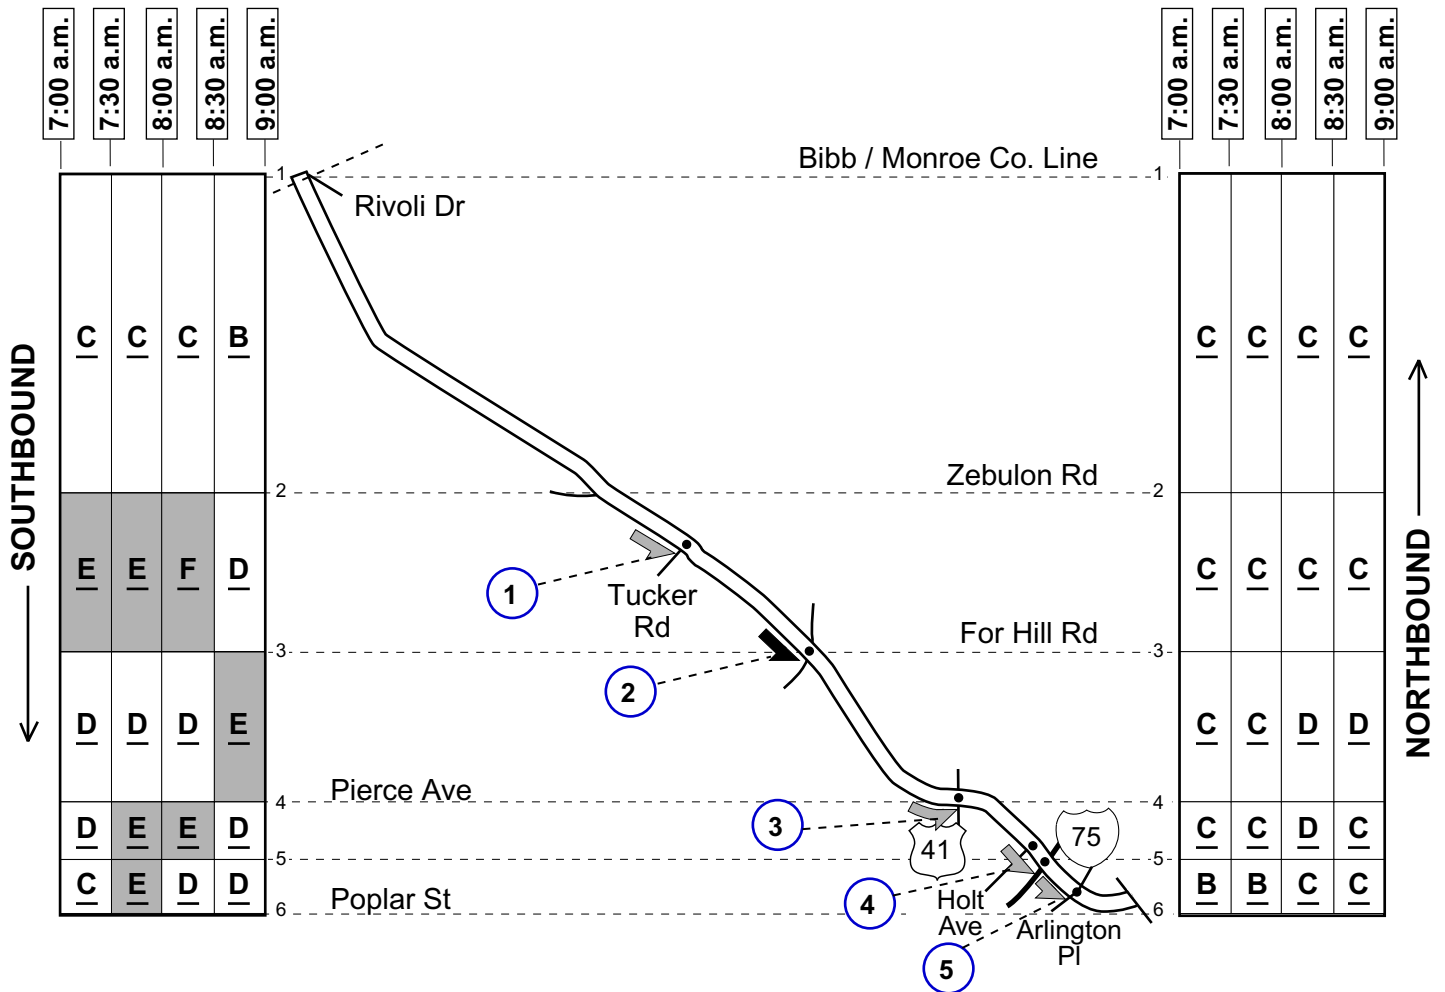 7:00 a.m.
7:30 a.m.
8:00 a.m.
8:30 a.m.
9:00 a.m.
7:00 a.m.
7:30 a.m.
8:00 a.m.
8:30 a.m.
9:00 a.m.
1 Bibb / Monroe Co. Line 1
Rivoli Dr
SOUTHBOUND
C C C B
C C C C
NORTHBOUND
2 Zebulon Rd 2
E E F D
1
Tucker
Rd
C C C C
3 For Hill Rd 3
2
D D D E
C C D D
4 Pierce Ave 4
D E E D
3
41
75
C C D C
5 5
C E D D
4
Holt
Ave
B B C C
6 Poplar St 6
Arlington
Pl
5